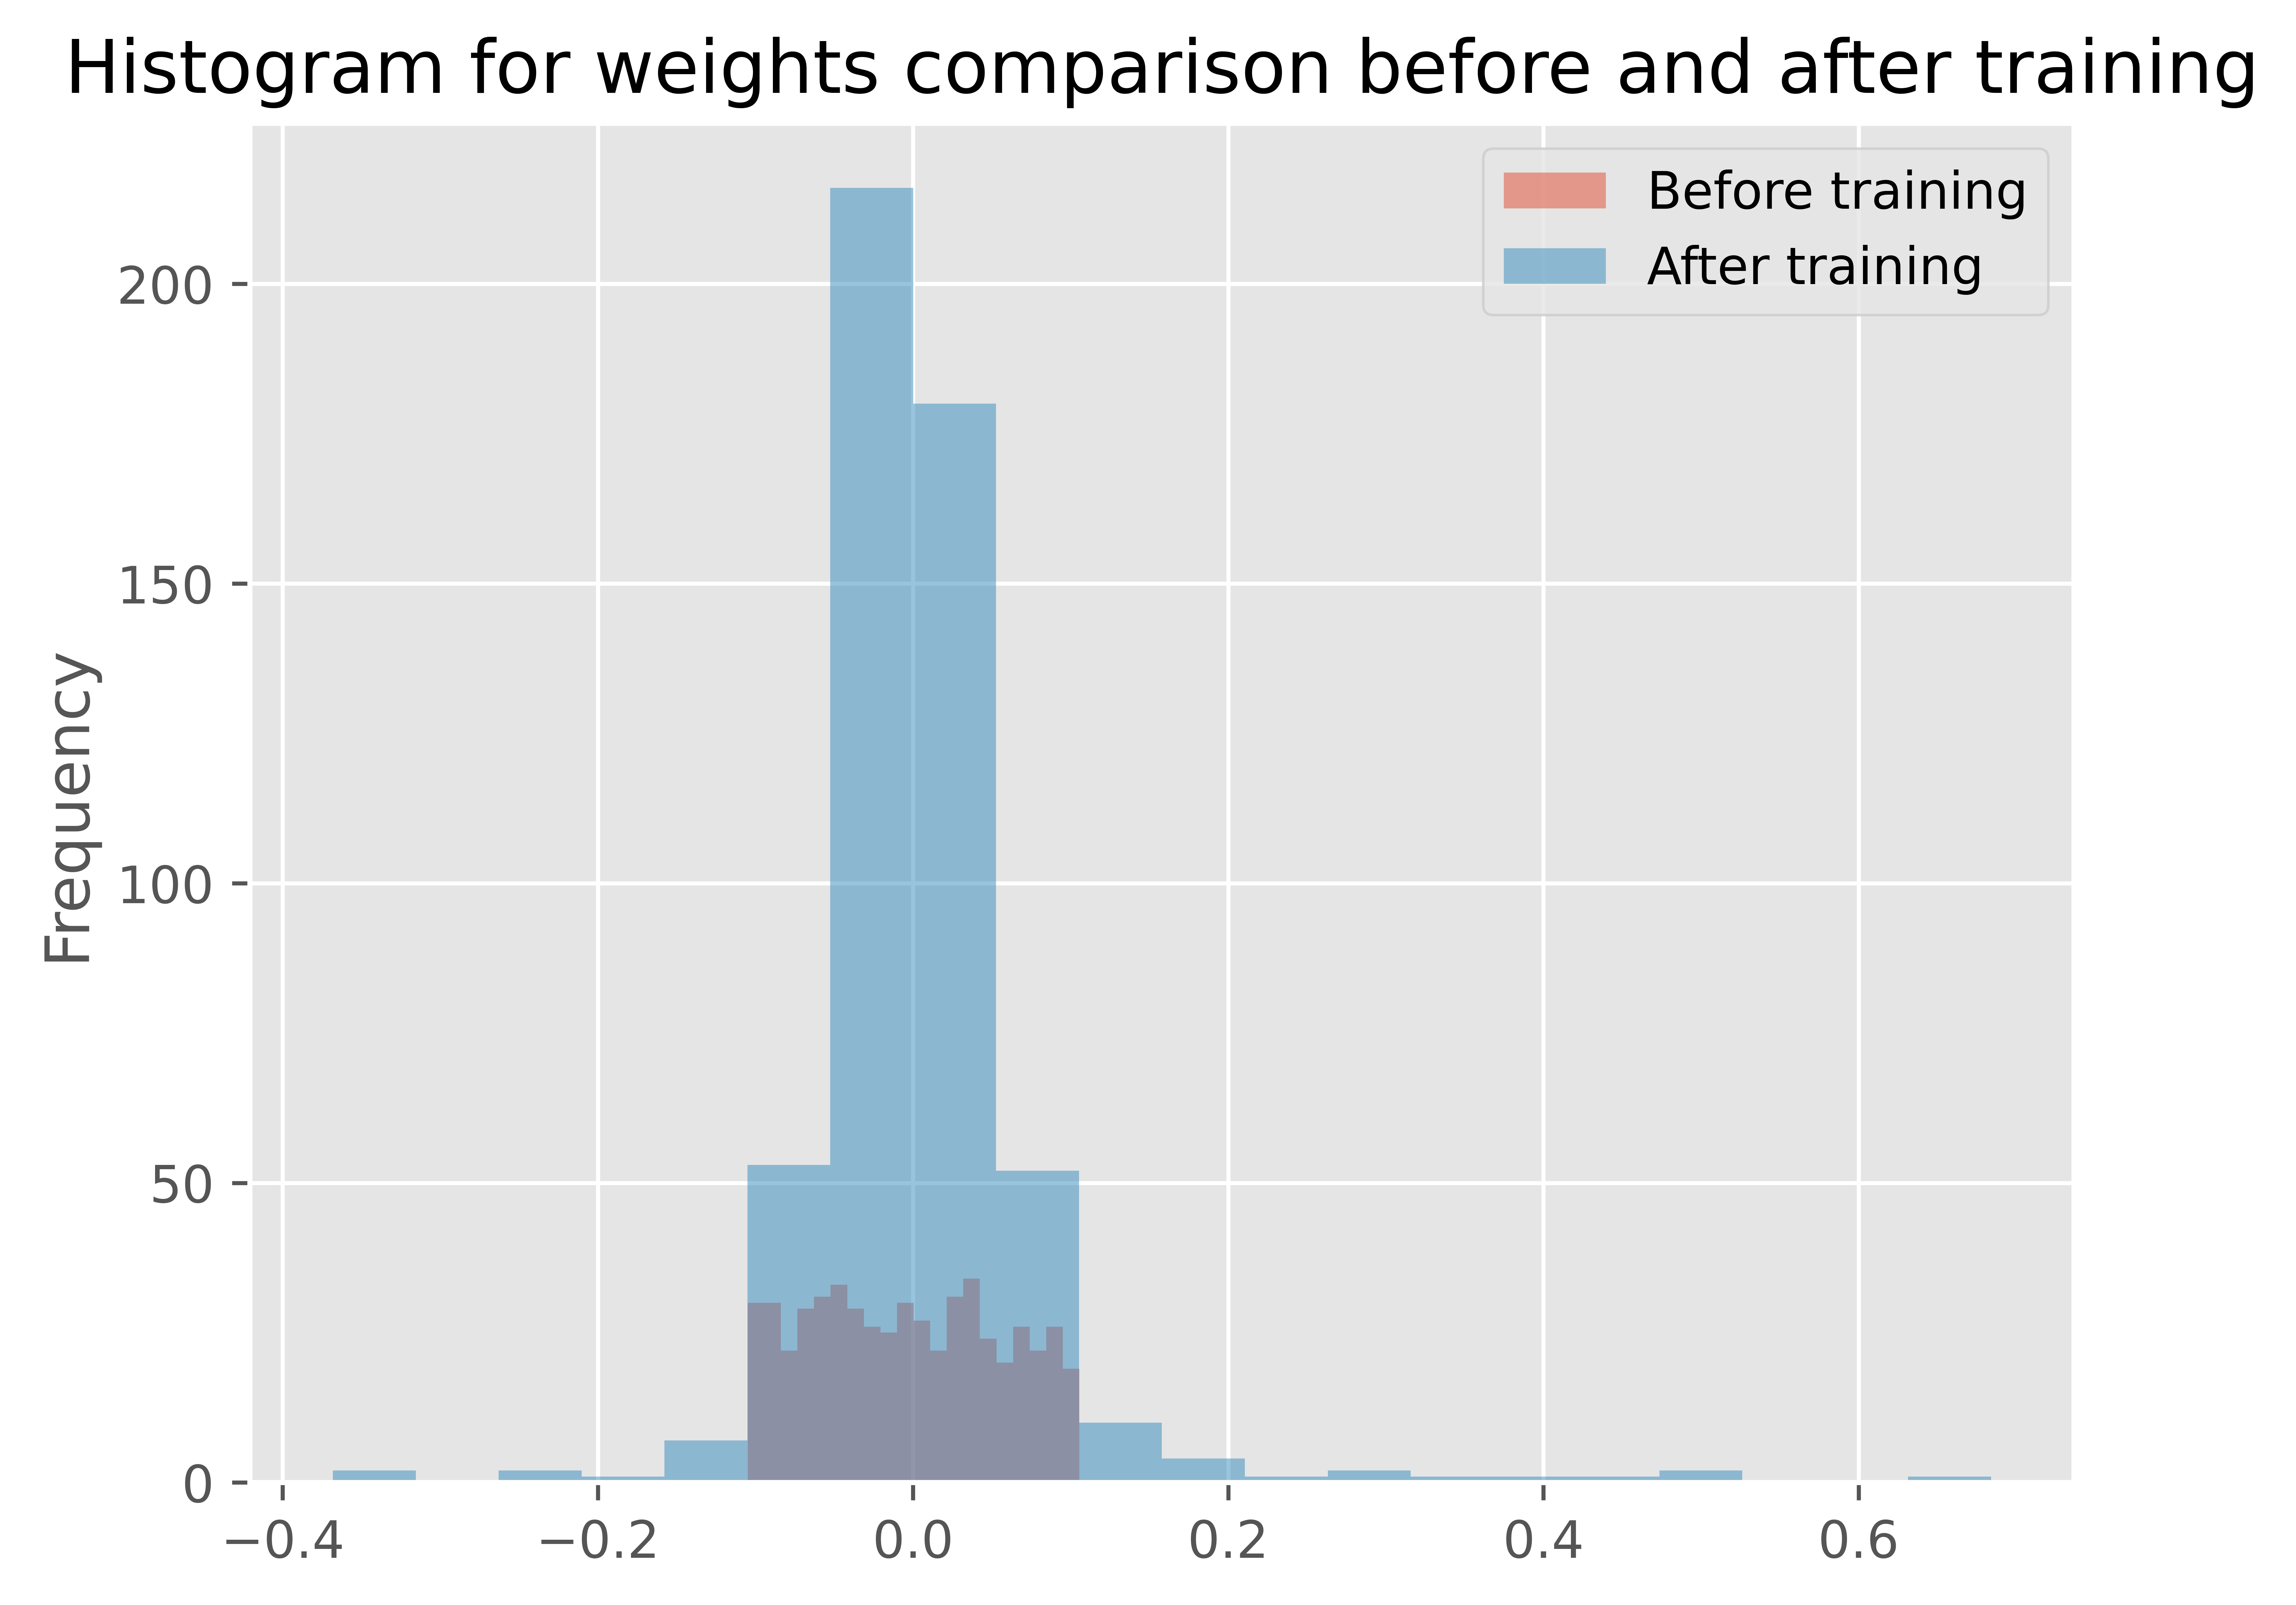 Histogram for weights comparison before and after training
Before training
After training
Frequency
200
150
100
50
0
−0.4
−0.2
0.0
0.2
0.4
0.6